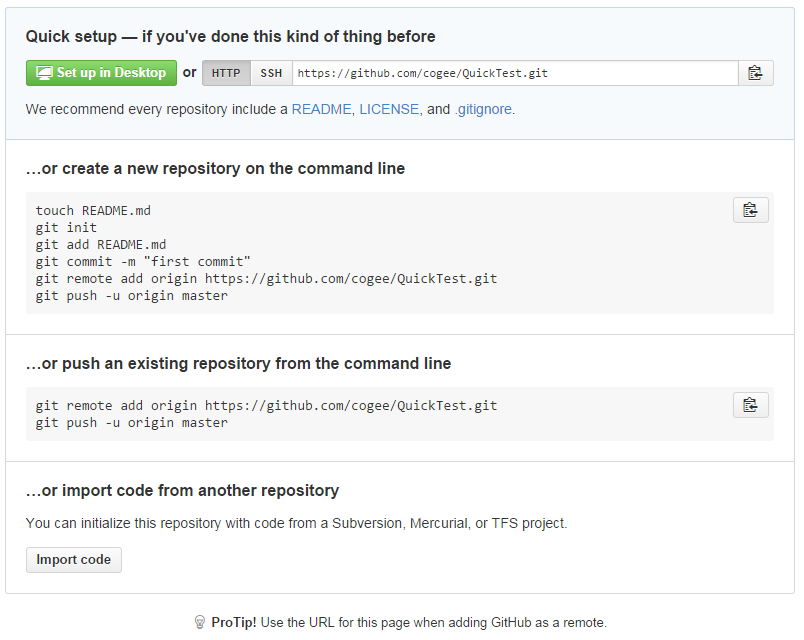 Quick setup — if you've done this kind of thing before
Set up in Desktop or HTTP SSH https://github.com/cogee/QuickTest.git
We recommend every repository include a README, LICENSE, and .gitignore.
…or create a new repository on the command line
touch README.md
git init
git add README.md
git commit -m "first commit"
git remote add origin https://github.com/cogee/QuickTest.git
git push -u origin master
…or push an existing repository from the command line
git remote add origin https://github.com/cogee/QuickTest.git
git push -u origin master
…or import code from another repository
You can initialize this repository with code from a Subversion, Mercurial, or TFS project.
Import code
ProTip! Use the URL for this page when adding GitHub as a remote.